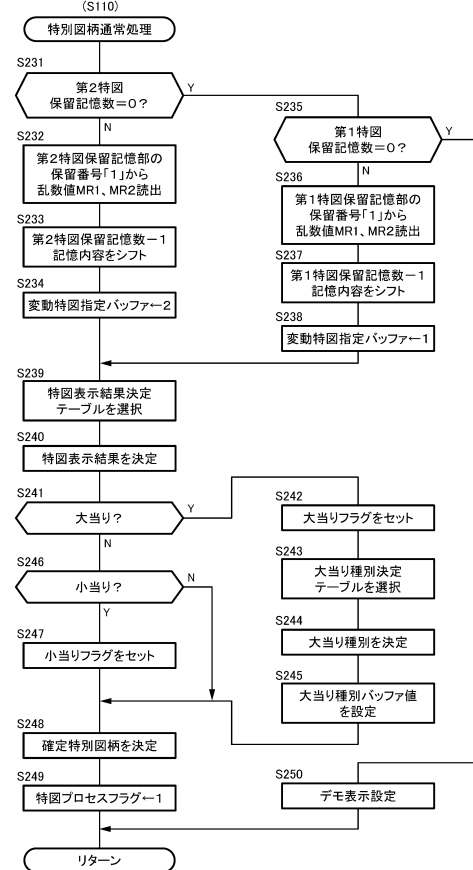 (S110)
特別図柄通常処理
S231
第2特図
保留記憶数=0?
Y
N
S232
第2特図保留記憶部の
保留番号「1」から
乱数値MR1、MR2読出
S233
第2特図保留記憶数-1
記憶内容をシフト
S234
変動特図指定バッファ←2
S235
第1特図
保留記憶数=0?
Y
N
S236
第1特図保留記憶部の
保留番号「1」から
乱数値MR1、MR2読出
S237
第1特図保留記憶数-1
記憶内容をシフト
S238
変動特図指定バッファ←1
S239
特図表示結果決定
テーブルを選択
S240
特図表示結果を決定
S241
大当り?
Y
N
S242
大当りフラグをセット
S243
大当り種別決定
テーブルを選択
S244
大当り種別を決定
S245
大当り種別バッファ値
を設定
S246
小当り?
N
Y
S247
小当りフラグをセット
S248
確定特別図柄を決定
S249
特図プロセスフラグ←1
S250
デモ表示設定
リターン